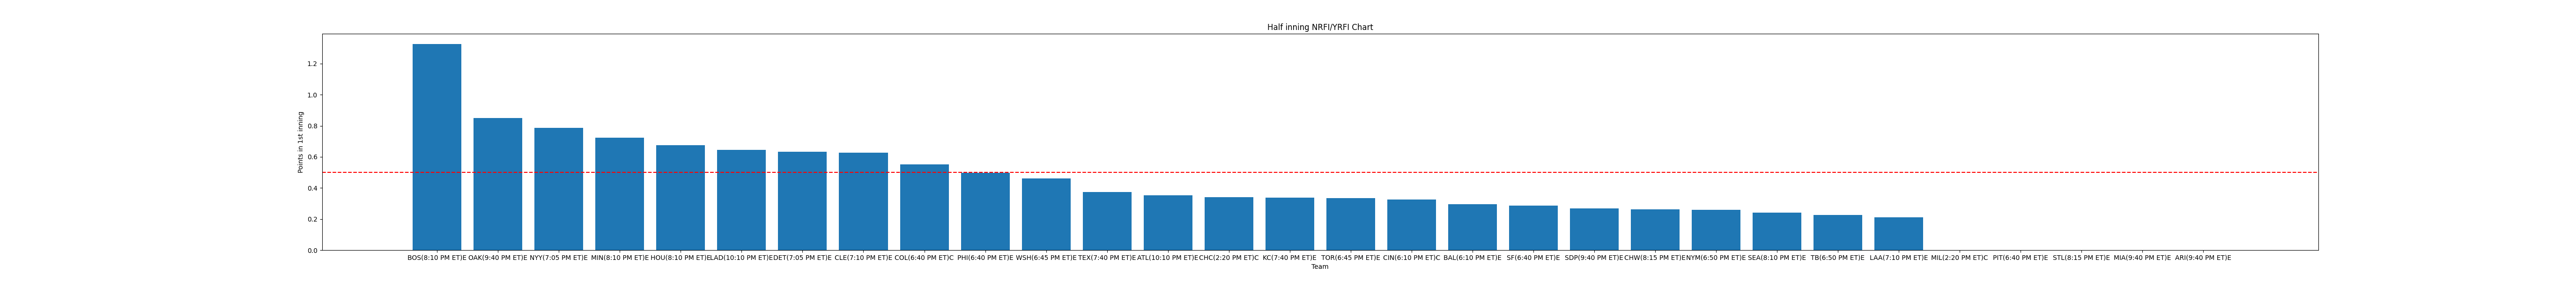 Half inning NRFI/YRFI Chart
1.2
1.0
0.8
0.6
0.4
0.2
0.0
Points in 1st inning
BOS(8:10 PM ET)E OAK(9:40 PM ET)E NYY(7:05 PM ET)E MIN(8:10 PM ET)E HOU(8:10 PM ET)E LAD(10:10 PM ET)E DET(7:05 PM ET)E CLE(7:10 PM ET)E COL(6:40 PM ET)C PHI(6:40 PM ET)E WSH(6:45 PM ET)E TEX(7:40 PM ET)E ATL(10:10 PM ET)E CHC(2:20 PM ET)C KC(7:40 PM ET)E TOR(6:45 PM ET)E CIN(6:10 PM ET)C BAL(6:10 PM ET)E SF(6:40 PM ET)E SDP(9:40 PM ET)E CHW(8:15 PM ET)E NYM(6:50 PM ET)E SEA(8:10 PM ET)E TB(6:50 PM ET)E LAA(7:10 PM ET)E MIL(2:20 PM ET)C PIT(6:40 PM ET)E STL(8:15 PM ET)E MIA(9:40 PM ET)E ARI(9:40 PM ET)E
Team